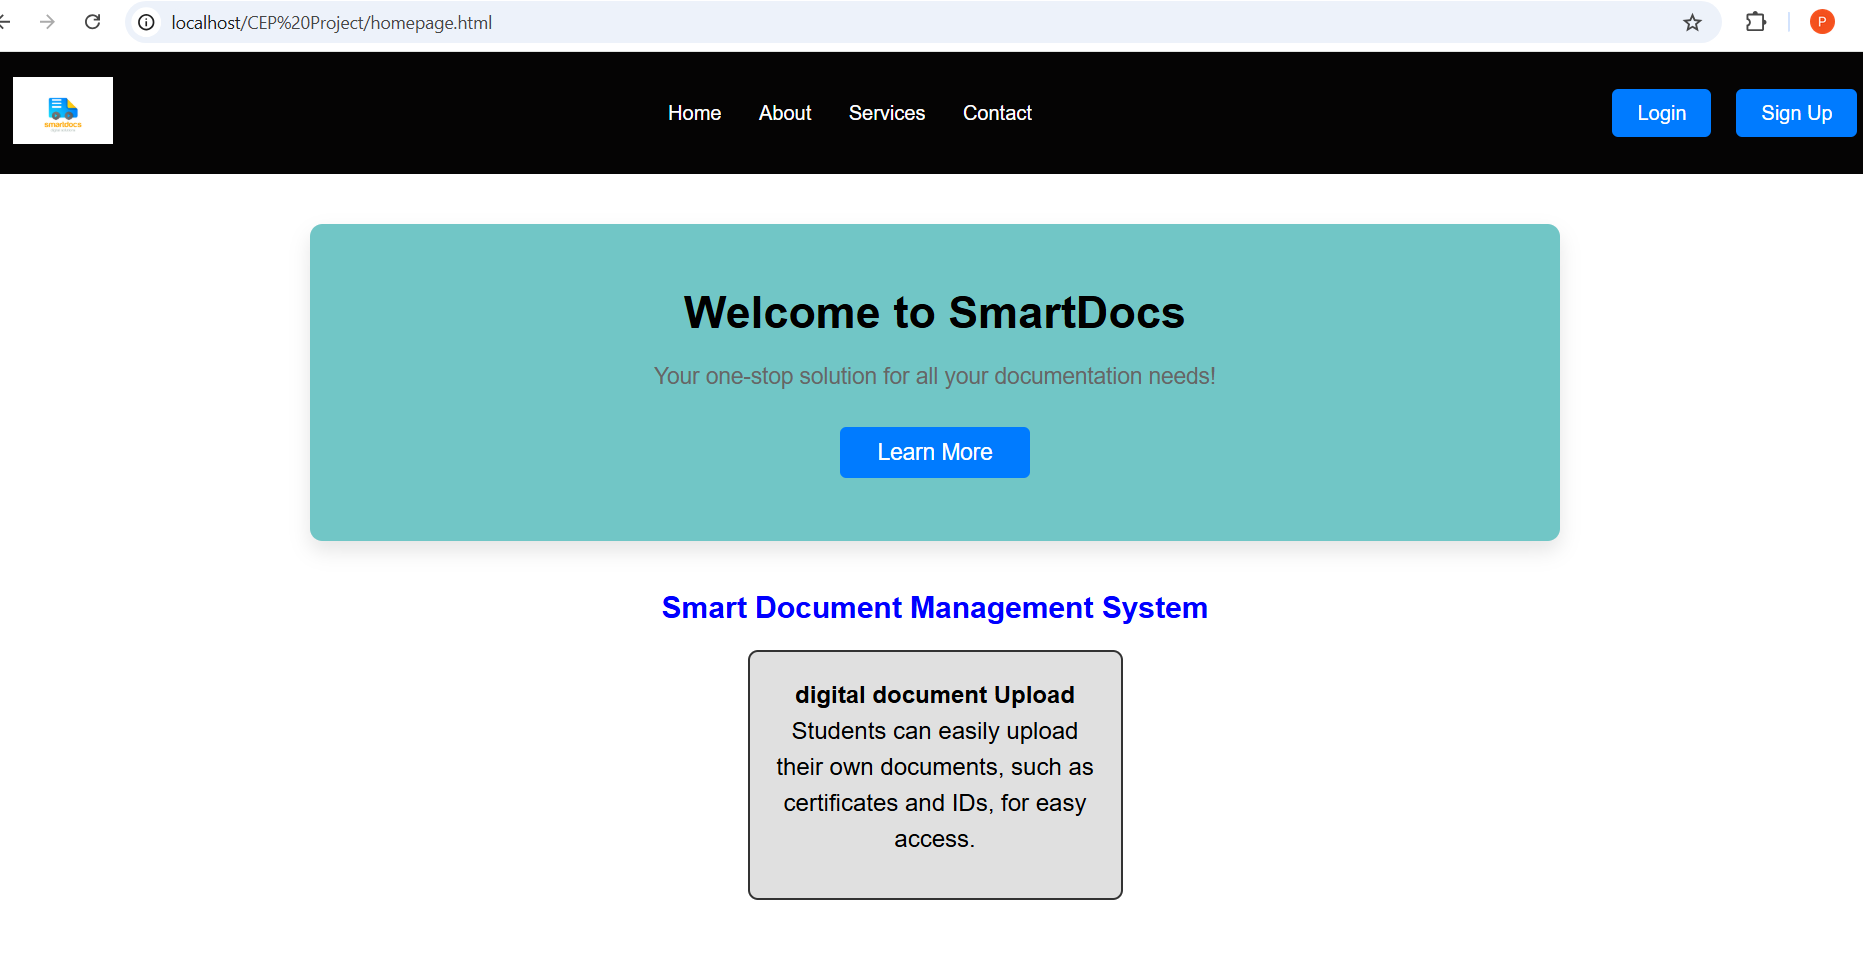 localhost/CEP%20Project/homepage.html
P
smartdocs
Home About Services Contact
Login Sign Up
Welcome to SmartDocs
Your one-stop solution for all your documentation needs!
Learn More
Smart Document Management System
digital document Upload
Students can easily upload
their own documents, such as
certificates and IDs, for easy
access.